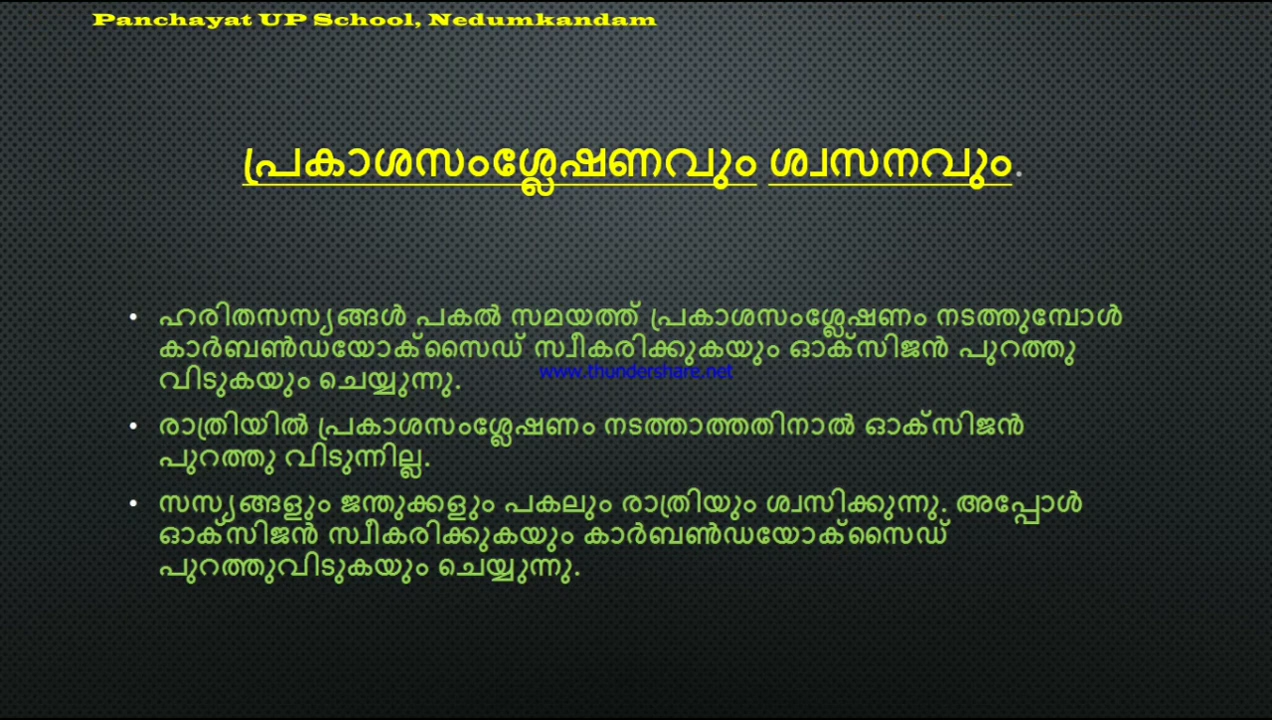 Panchayat UP School, Nedumkandam
പ്രകാശസംശ്ലേഷണവും ശ്വസനവും.
• ഹരിതസസ്യങ്ങൾ പകൽ സമയത്ത് പ്രകാശസംശ്ലേഷണം നടത്തുമ്പോൾ
കാർബൺഡയോക്സൈഡ് സ്വീകരിക്കുകയും ഓക്സിജൻ പുറത്തു
www.thundershare.net
വിടുകയും ചെയ്യുന്നു.
• രാത്രിയിൽ പ്രകാശസംശ്ലേഷണം നടത്താത്തതിനാൽ ഓക്സിജൻ
പുറത്തു വിടുന്നില്ല.
• സസ്യങ്ങളും ജന്തുക്കളും പകലും രാത്രിയും ശ്വസിക്കുന്നു. അപ്പോൾ
ഓക്സിജൻ സ്വീകരിക്കുകയും കാർബൺഡയോക്സൈഡ്
പുറത്തുവിടുകയും ചെയ്യുന്നു.